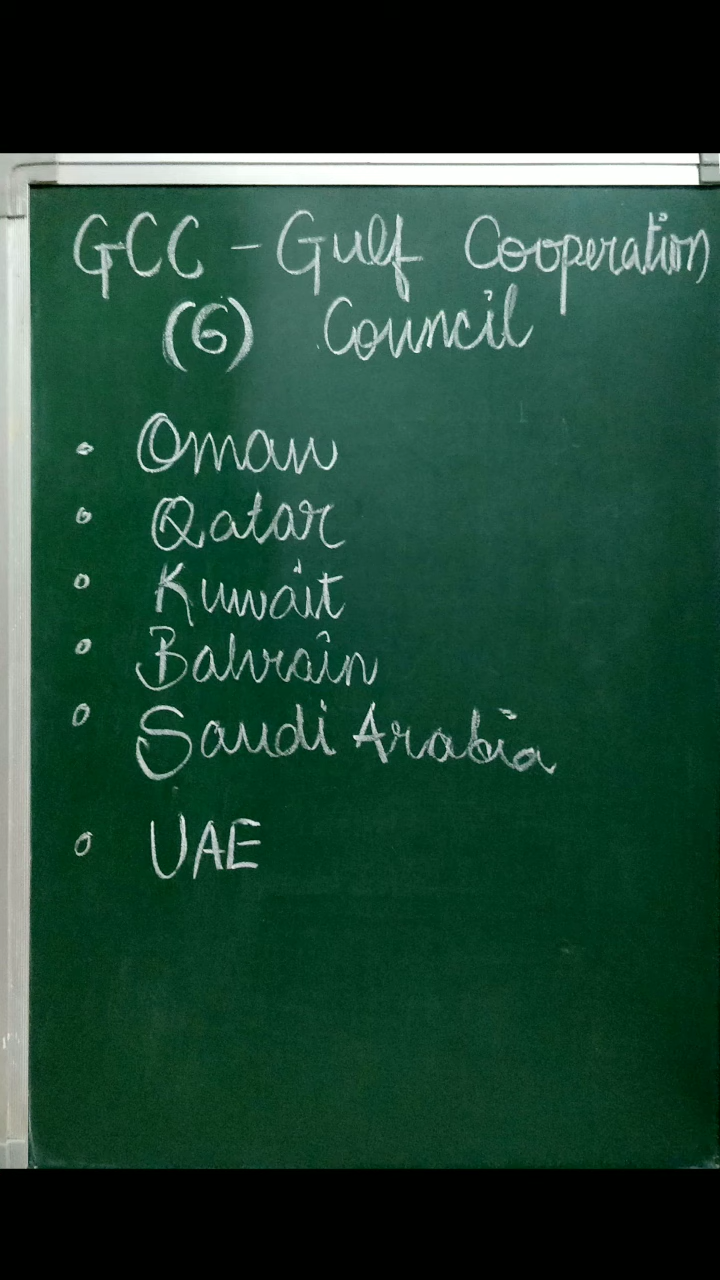 GCC - Gulf Cooperation
(6) Council
• Oman
• Qatar
• Kuwait
• Bahrain
• Saudi Arabia
• UAE